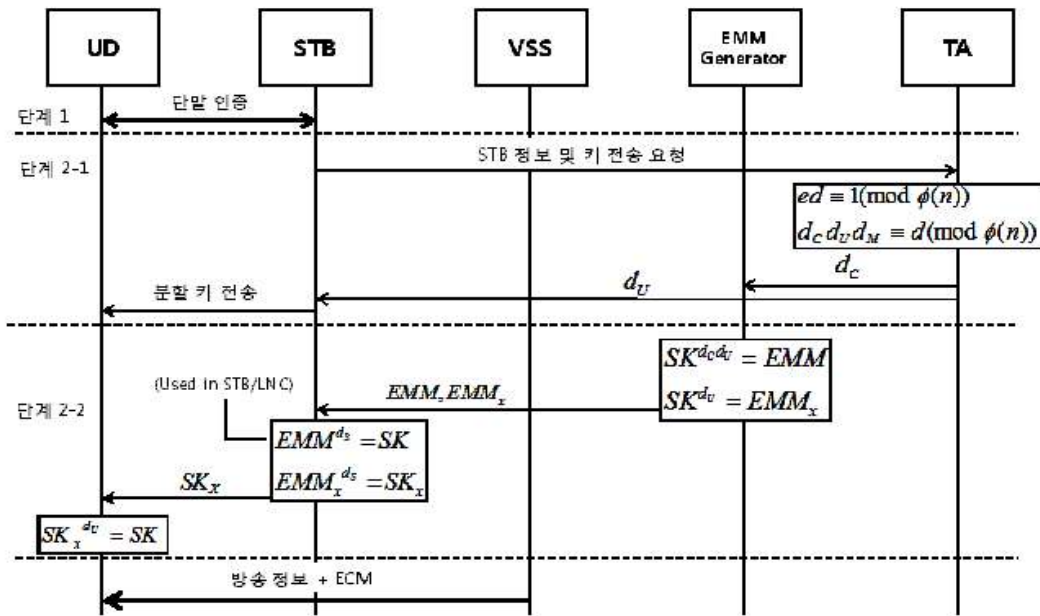 UD
STB
VSS
EMM
Generator
TA
단계 1
단말 인증
단계 2-1
STB 정보 및 키 전송 요청
ed ≡ 1(mod ϕ(n))
d_C d_U d_M ≡ d(mod ϕ(n))
d_C
d_U
분할 키 전송
SK^{d_C d_U} = EMM
SK^{d_U} = EMM_x
(Used in STB/LNC)
EMM, EMM_x
단계 2-2
EMM^{d_s} = SK
EMM_x^{d_s} = SK_x
SK_X
SK_x^{d_U} = SK
방송 정보 + ECM